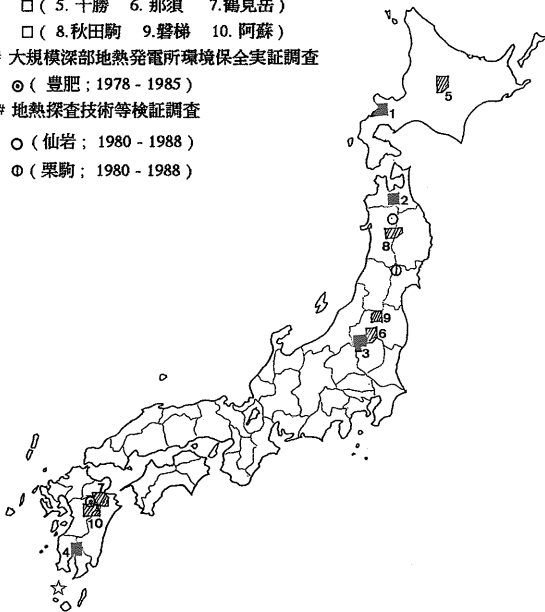 □ ( 5. 十勝 6. 那須 7.鶴見岳 )
□ ( 8.秋田駒 9.磐梯 10. 阿蘇 )
# 大規模深部地熱発電所環境保全実証調査
◎ ( 豊肥 ; 1978 - 1985 )
# 地熱探査技術等検証調査
○ ( 仙岩 ; 1980 - 1988 )
⦶ ( 栗駒 ; 1980 - 1988 )
5
1
2
8
9
6
3
7
10
4